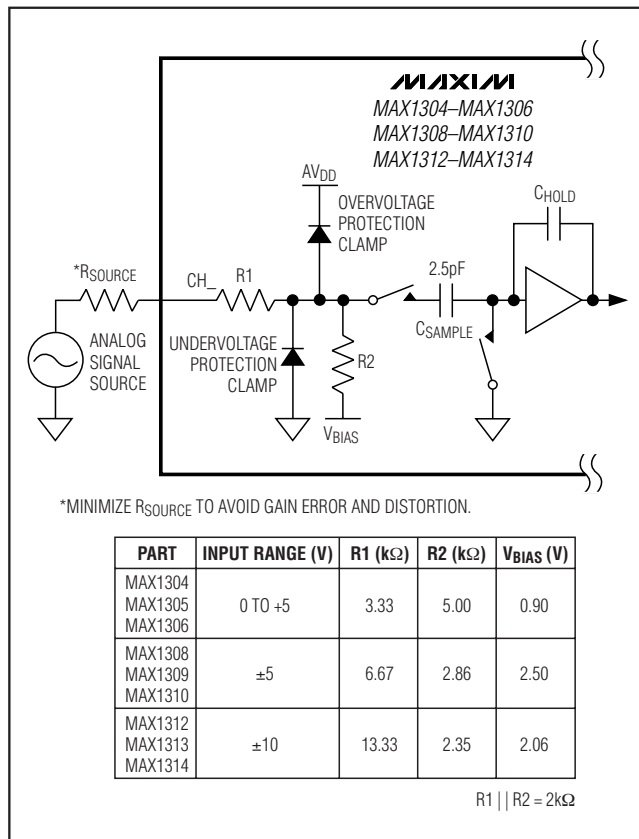 MAXIM
MAX1304–MAX1306
MAX1308–MAX1310
MAX1312–MAX1314
AVDD
OVERVOLTAGE
PROTECTION
CLAMP
CHOLD
*RSOURCE
CH_
R1
2.5pF
CSAMPLE
ANALOG
SIGNAL
SOURCE
UNDERVOLTAGE
PROTECTION
CLAMP
R2
VBIAS
*MINIMIZE RSOURCE TO AVOID GAIN ERROR AND DISTORTION.
PART INPUT RANGE (V) R1 (kΩ) R2 (kΩ) VBIAS (V)
MAX1304
MAX1305
MAX1306
0 TO +5 3.33 5.00 0.90
MAX1308
MAX1309
MAX1310
±5 6.67 2.86 2.50
MAX1312
MAX1313
MAX1314
±10 13.33 2.35 2.06
R1 || R2 = 2kΩ